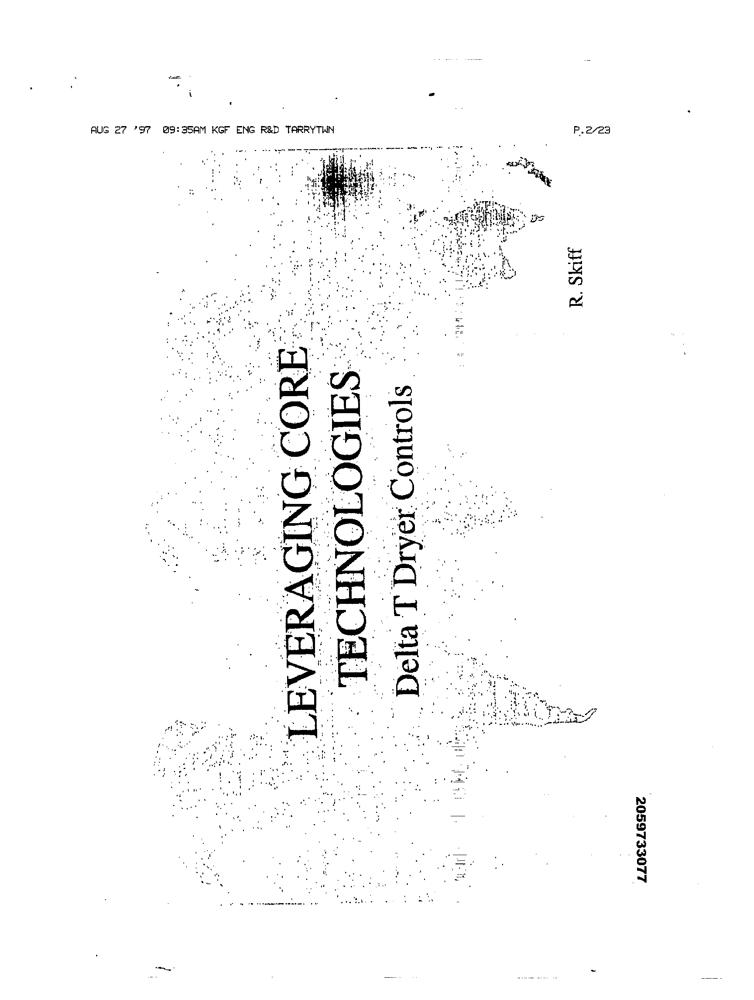 AUG 27 '97 09:35AM KGF ENG R&D TARRYTWN P.2/23
LEVERAGING CORE
TECHNOLOGIES
Delta T Dryer Controls
R. Skiff
2059733077